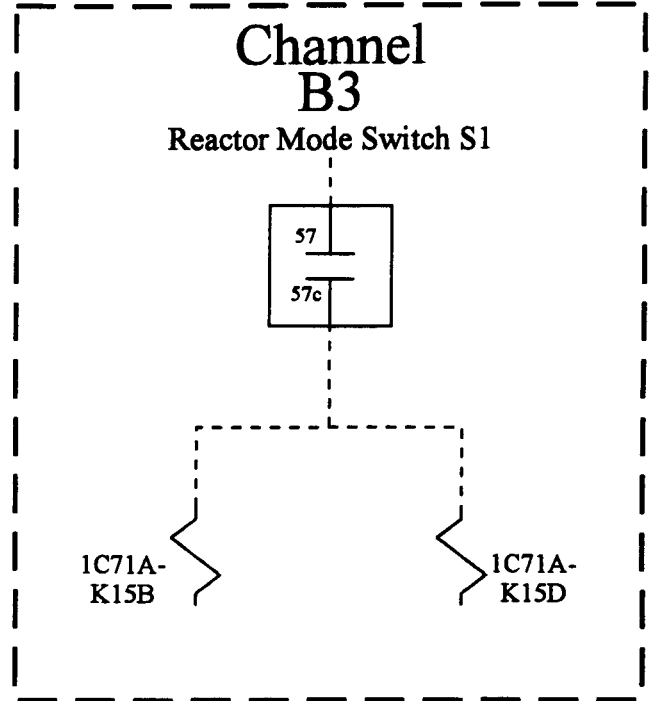 Channel
B3
Reactor Mode Switch S1
57
57c
1C71A-
K15B
1C71A-
K15D